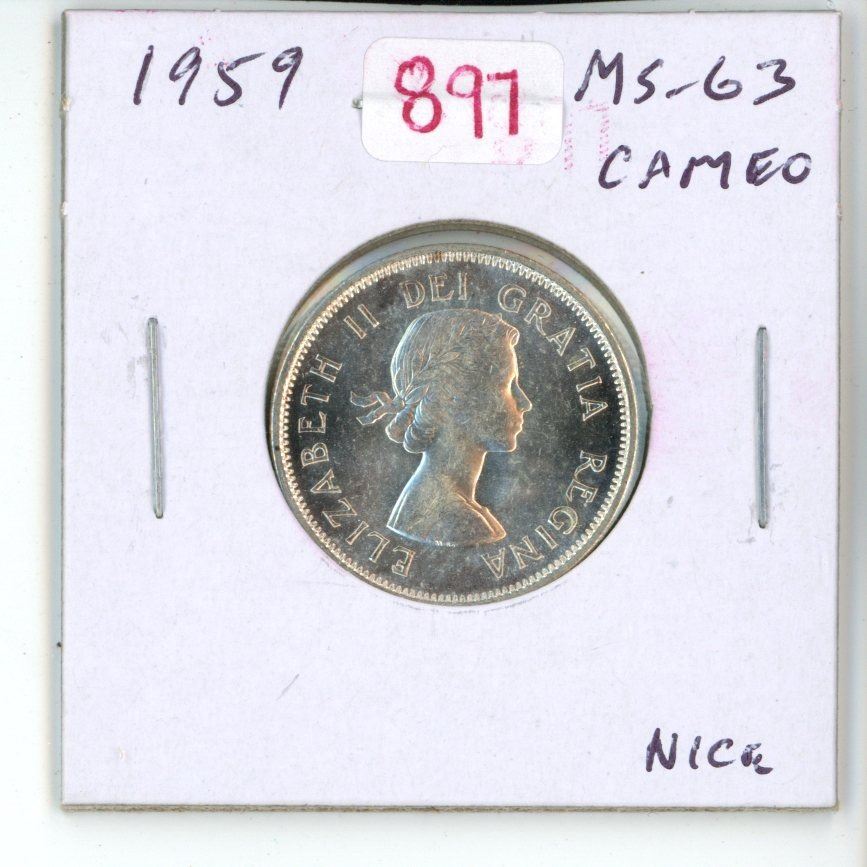 1959
897
MS-63
CAMEO
ELIZABETH II DEI GRATIA REGINA
NICE